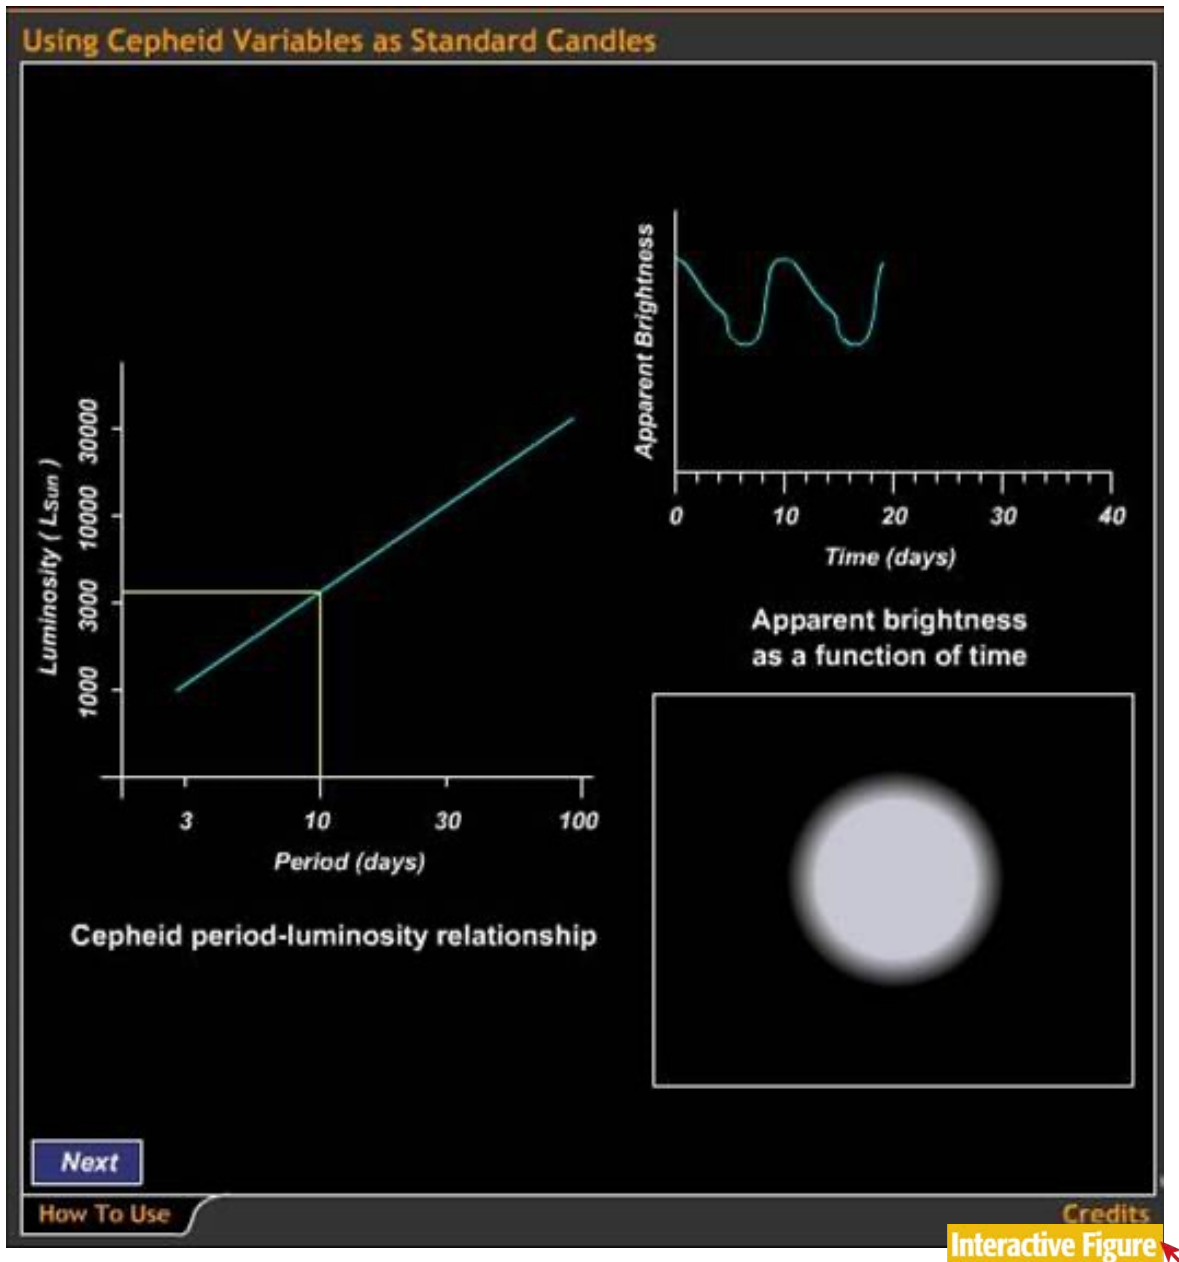 Using Cepheid Variables as Standard Candles
Apparent Brightness
0 10 20 30 40
Time (days)
Apparent brightness
as a function of time
Luminosity ( LSun )
30000
10000
3000
1000
3 10 30 100
Period (days)
Cepheid period-luminosity relationship
Next
How To Use
Credits
Interactive Figure